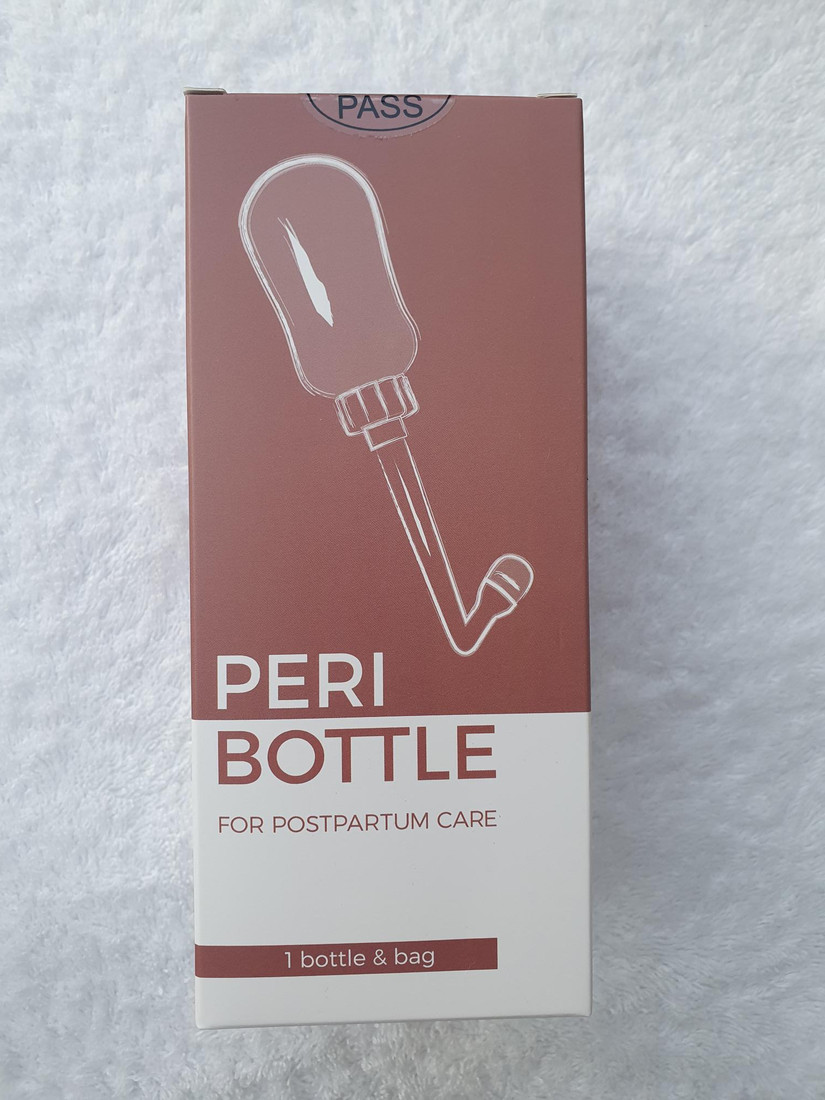 PASS
PERI
BOTTLE
FOR POSTPARTUM CARE
1 bottle & bag